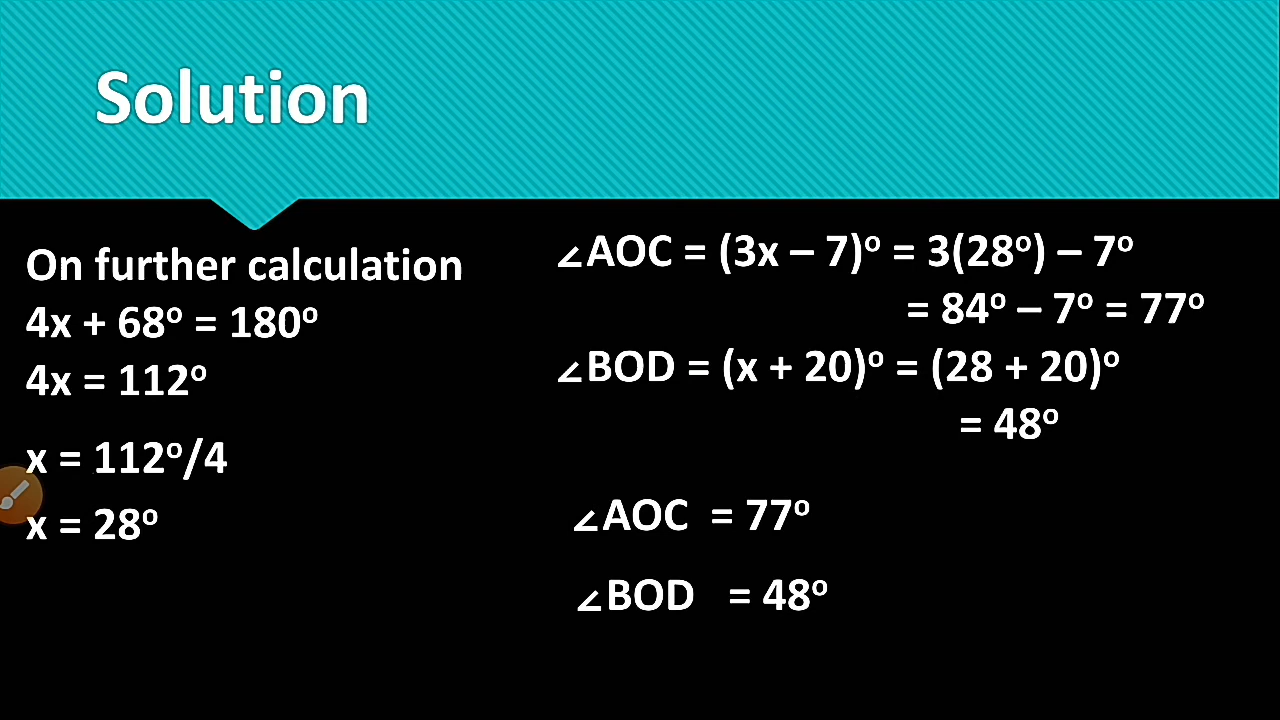 Solution
On further calculation
4x + 68º = 180º
4x = 112º
x = 112º/4
x = 28º
∠AOC = (3x – 7)º = 3(28º) – 7º
= 84º – 7º = 77º
∠BOD = (x + 20)º = (28 + 20)º
= 48º
∠AOC = 77º
∠BOD = 48º